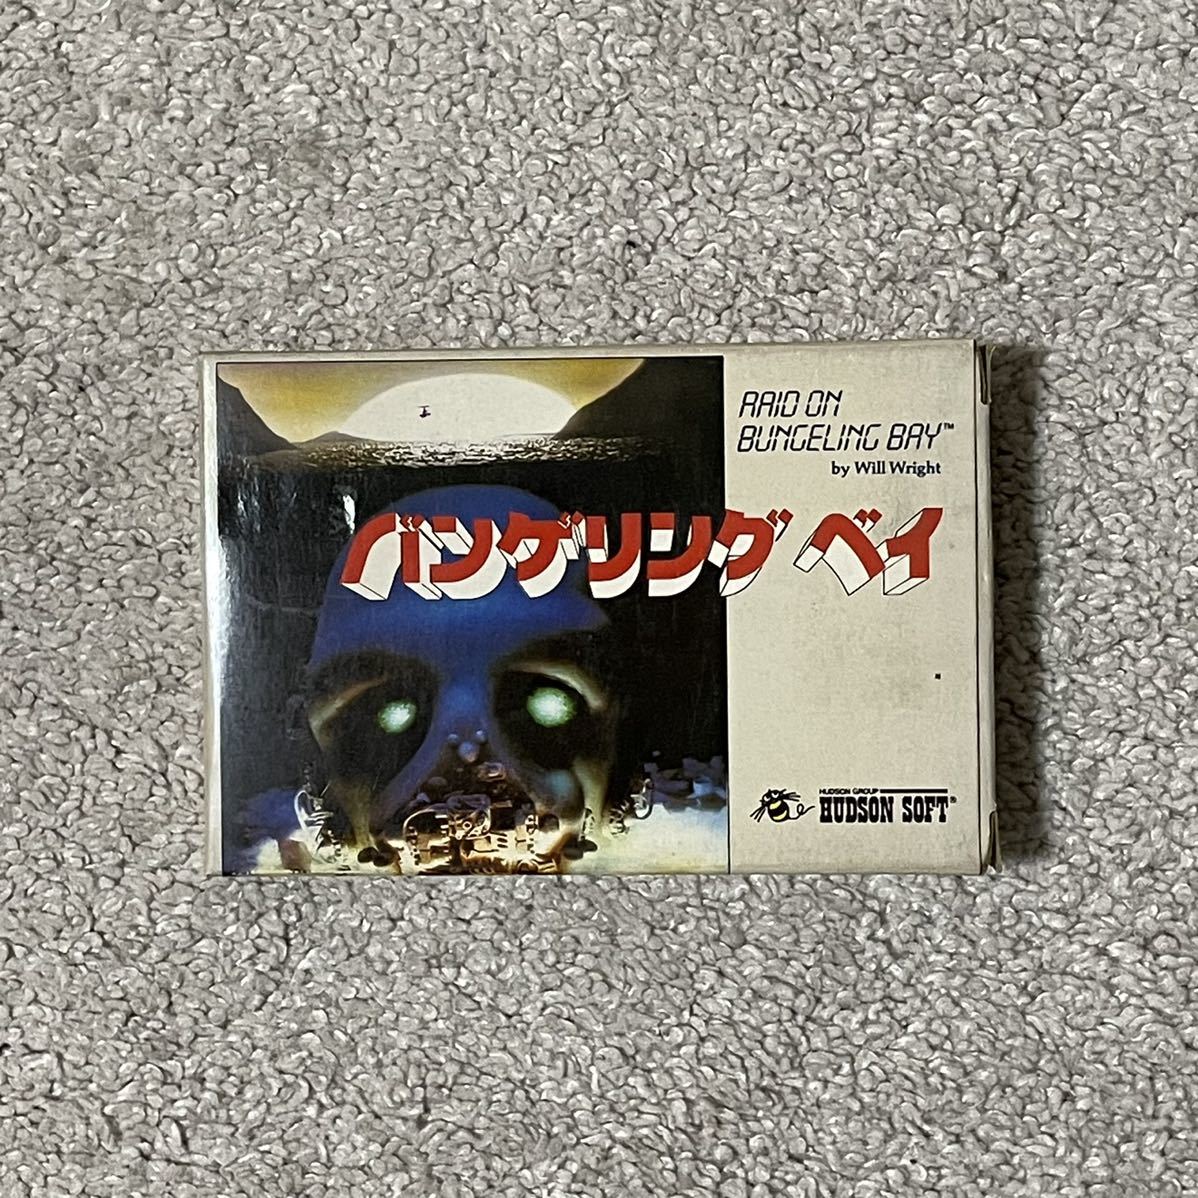 RAID ON
BUNGELING BAY™
by Will Wright
バンゲリング ベイ
HUDSON GROUP
HUDSON SOFT®